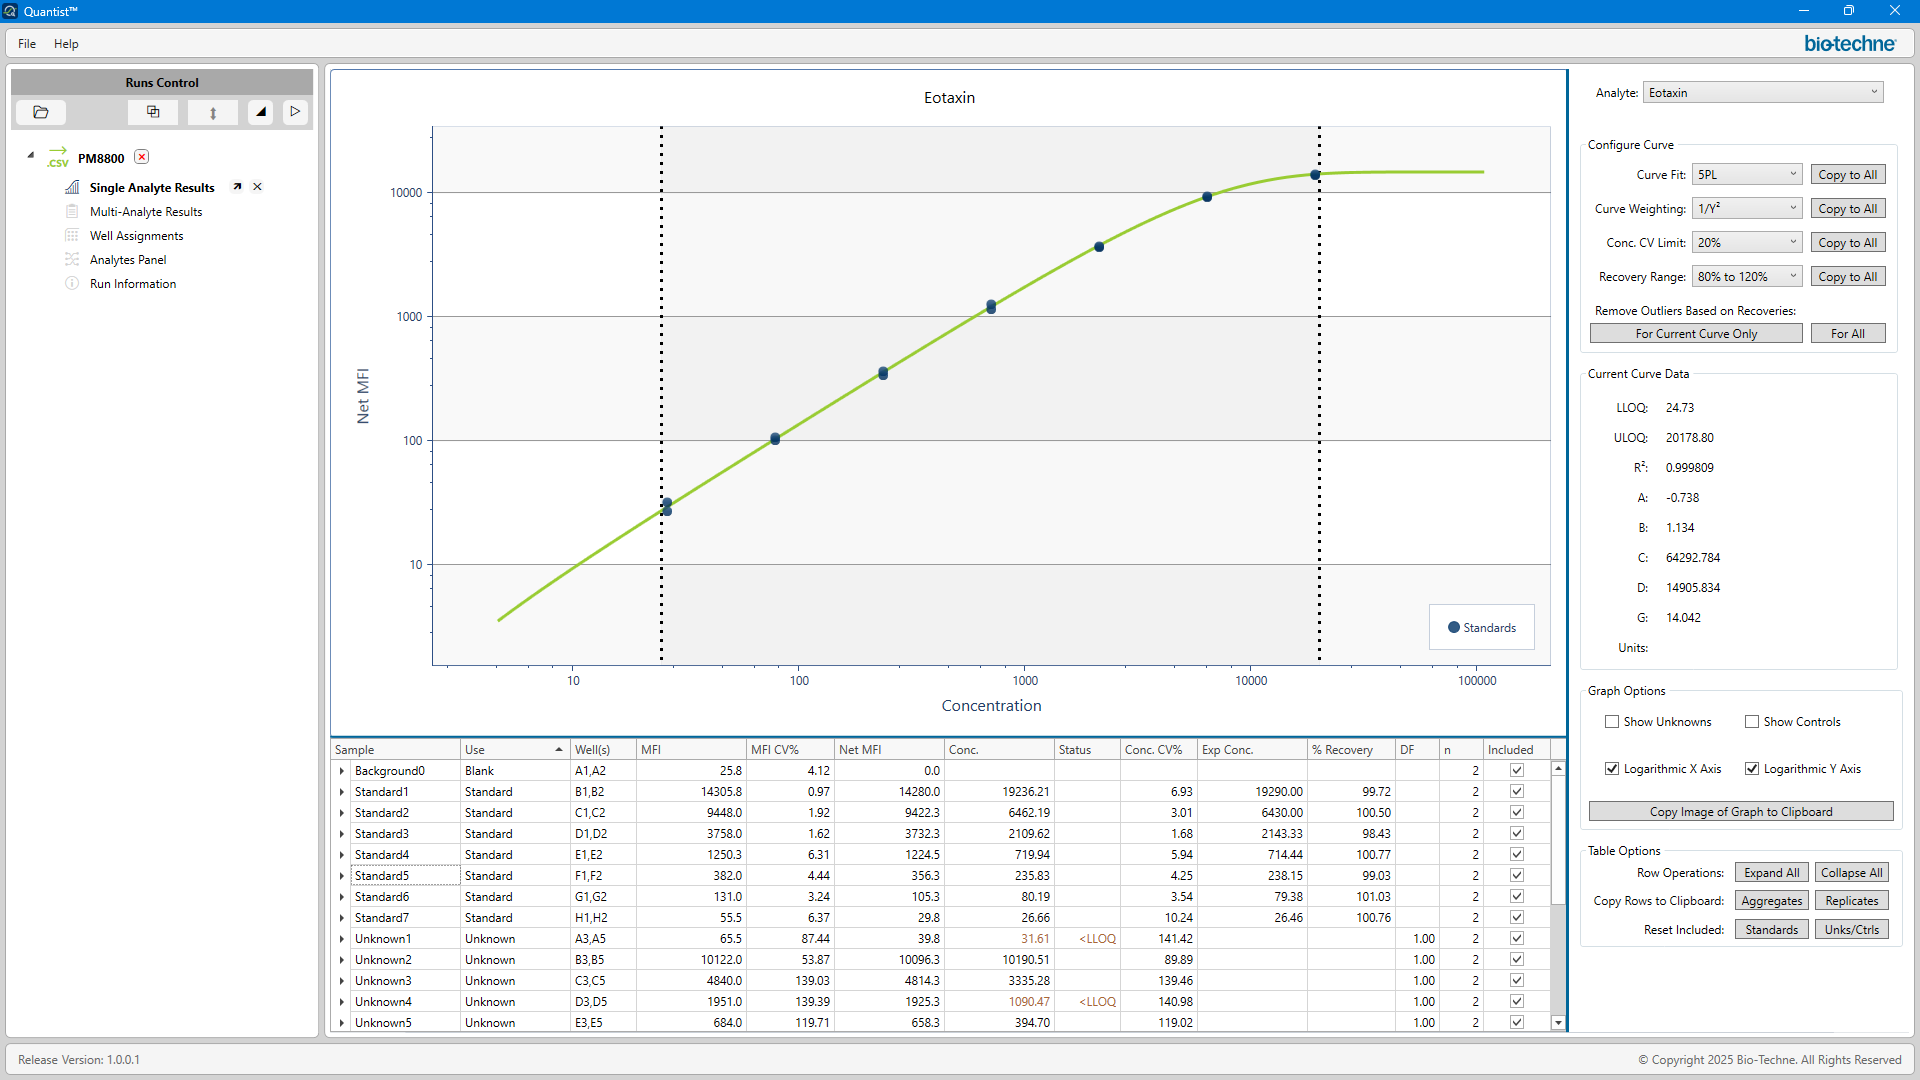 Quantist™
File Help
bio-techne
Runs Control
PM8800
.CSV
Single Analyte Results
Multi-Analyte Results
Well Assignments
Analytes Panel
Run Information
Eotaxin
Net MFI
10000
1000
100
10
Standards
10 100 1000 10000 100000
Concentration
Sample Use Well(s) MFI MFI CV% Net MFI Conc. Status Conc. CV% Exp Conc. % Recovery DF n Included
Background0 Blank A1,A2 25.8 4.12 0.0 2
Standard1 Standard B1,B2 14305.8 0.97 14280.0 19236.21 6.93 19290.00 99.72 2
Standard2 Standard C1,C2 9448.0 1.92 9422.3 6462.19 3.01 6430.00 100.50 2
Standard3 Standard D1,D2 3758.0 1.62 3732.3 2109.62 1.68 2143.33 98.43 2
Standard4 Standard E1,E2 1250.3 6.31 1224.5 719.94 5.94 714.44 100.77 2
Standard5 Standard F1,F2 382.0 4.44 356.3 235.83 4.25 238.15 99.03 2
Standard6 Standard G1,G2 131.0 3.24 105.3 80.19 3.54 79.38 101.03 2
Standard7 Standard H1,H2 55.5 6.37 29.8 26.66 10.24 26.46 100.76 2
Unknown1 Unknown A3,A5 65.5 87.44 39.8 31.61 <LLOQ 141.42 1.00 2
Unknown2 Unknown B3,B5 10122.0 53.87 10096.3 10190.51 89.89 1.00 2
Unknown3 Unknown C3,C5 4840.0 139.03 4814.3 3335.28 139.46 1.00 2
Unknown4 Unknown D3,D5 1951.0 139.39 1925.3 1090.47 <LLOQ 140.98 1.00 2
Unknown5 Unknown E3,E5 684.0 119.71 658.3 394.70 119.02 1.00 2
Analyte: Eotaxin
Configure Curve
Curve Fit: 5PL Copy to All
Curve Weighting: 1/Y² Copy to All
Conc. CV Limit: 20% Copy to All
Recovery Range: 80% to 120% Copy to All
Remove Outliers Based on Recoveries:
For Current Curve Only For All
Current Curve Data
LLOQ: 24.73
ULOQ: 20178.80
R²: 0.999809
A: -0.738
B: 1.134
C: 64292.784
D: 14905.834
G: 14.042
Units:
Graph Options
Show Unknowns Show Controls
Logarithmic X Axis Logarithmic Y Axis
Copy Image of Graph to Clipboard
Table Options
Row Operations: Expand All Collapse All
Copy Rows to Clipboard: Aggregates Replicates
Reset Included: Standards Unks/Ctrls
Release Version: 1.0.0.1
© Copyright 2025 Bio-Techne. All Rights Reserved